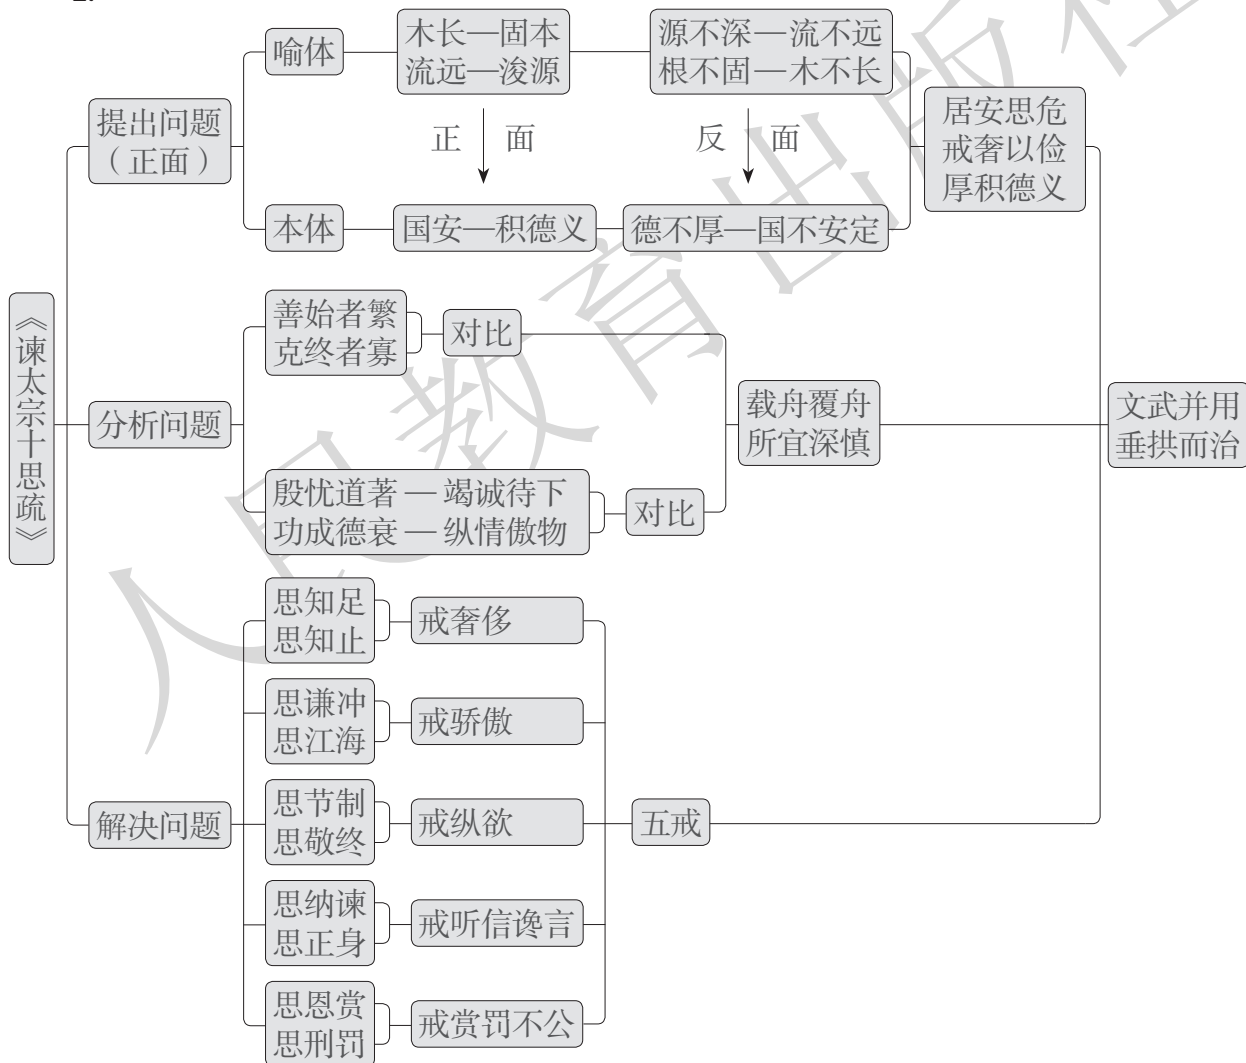 《谏太宗十思疏》
提出问题
（正面）
喻体
木长—固本
流远—浚源
源不深—流不远
根不固—木不长
正 面
反 面
本体
国安—积德义
德不厚—国不安定
居安思危
戒奢以俭
厚积德义
分析问题
善始者繁
克终者寡
对比
殷忧道著 — 竭诚待下
功成德衰 — 纵情傲物
对比
载舟覆舟
所宜深慎
解决问题
思知足
思知止
戒奢侈
思谦冲
思江海
戒骄傲
思节制
思敬终
戒纵欲
思纳谏
思正身
戒听信谗言
思恩赏
思刑罚
戒赏罚不公
五戒
文武并用
垂拱而治
人民教育出版社